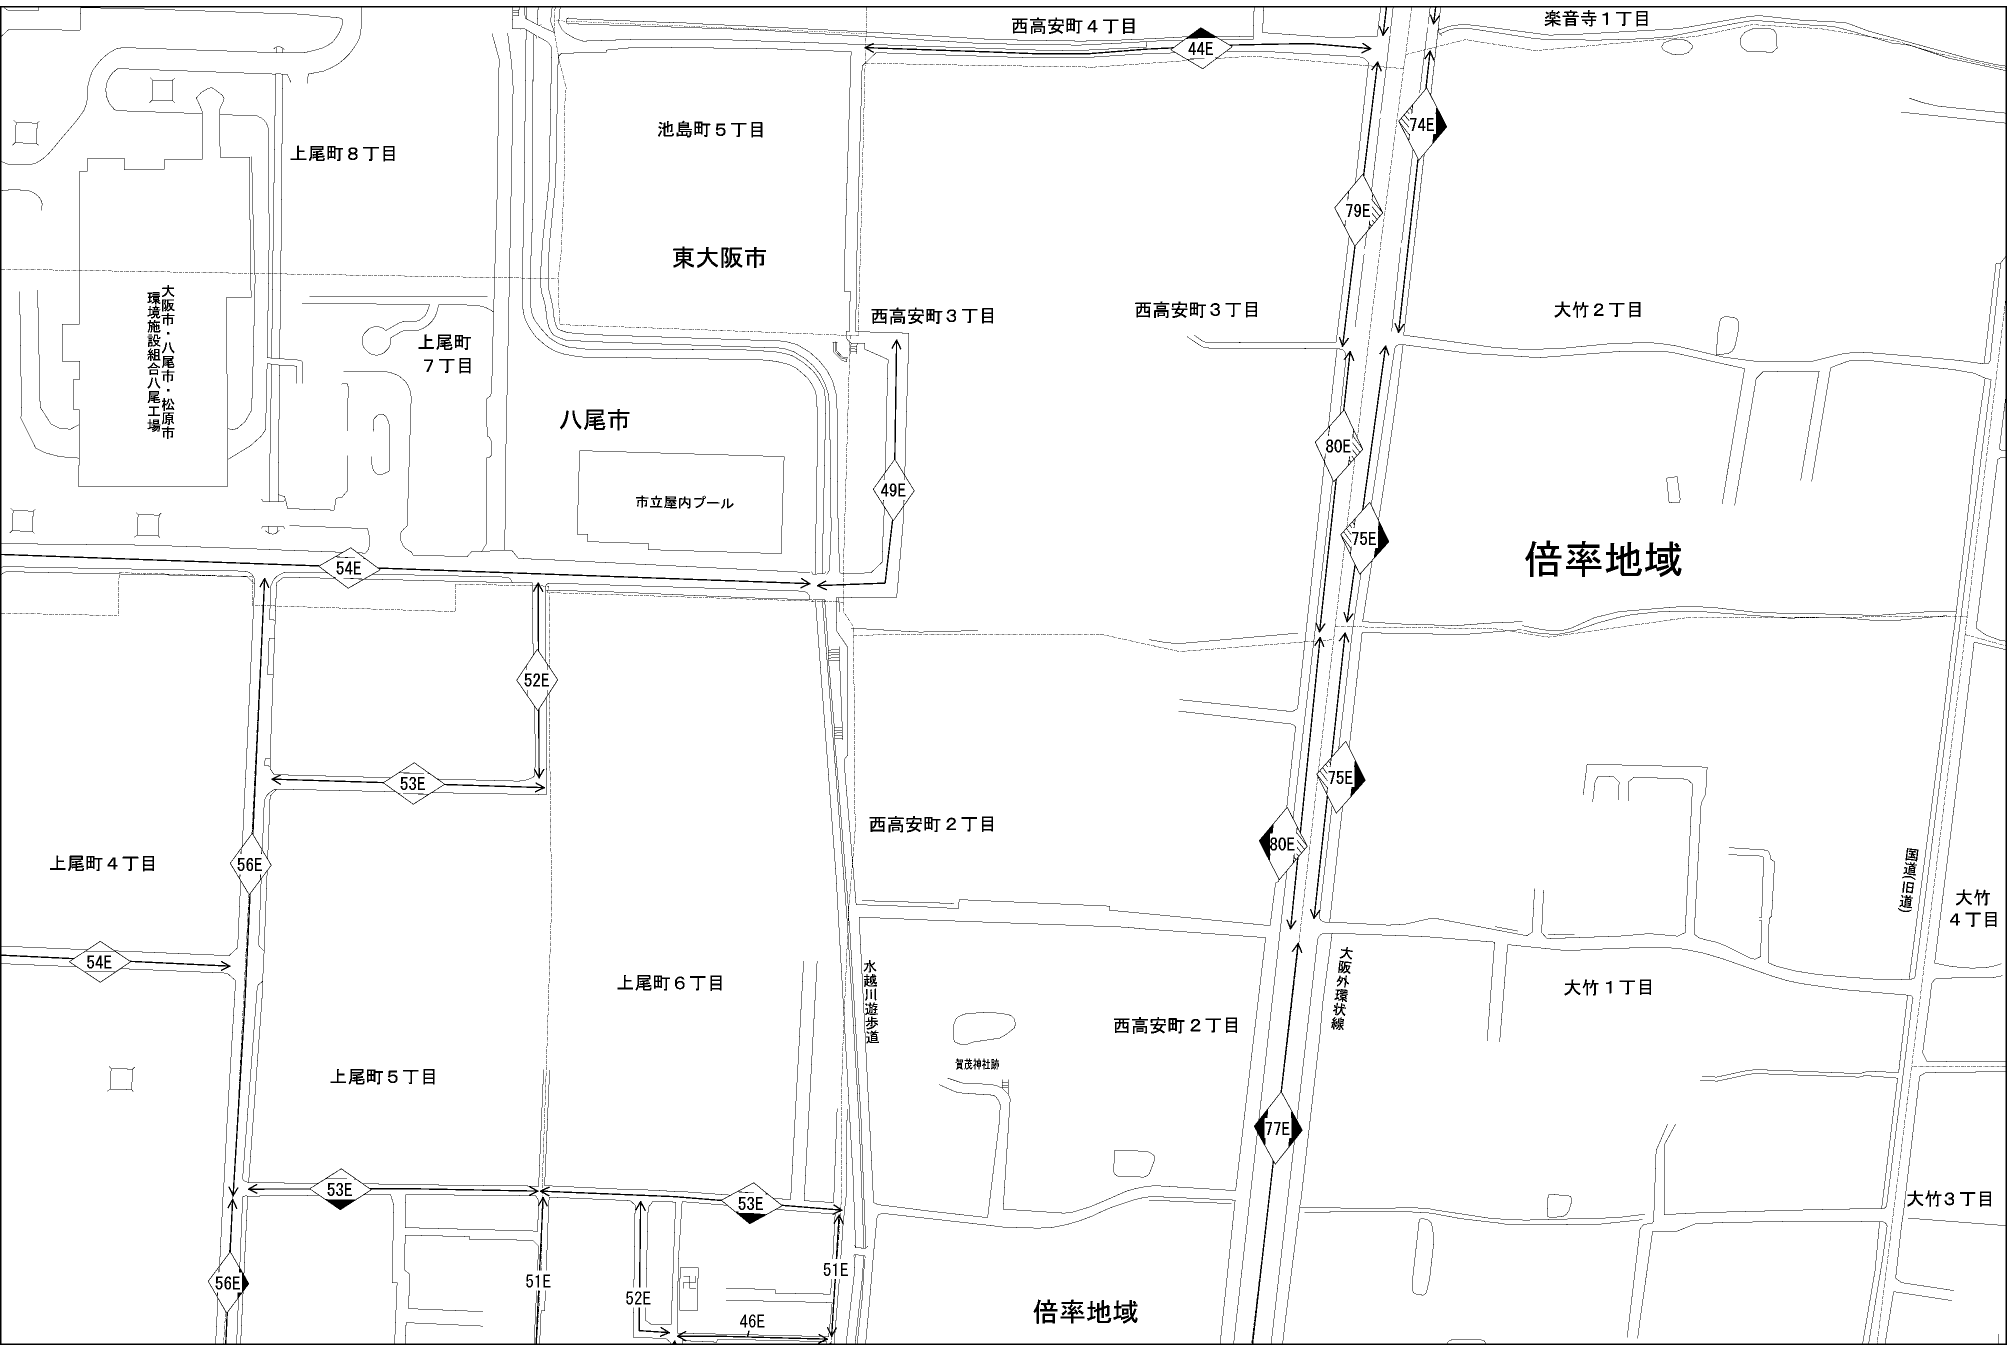 西高安町４丁目
楽音寺１丁目
44E
74E
池島町５丁目
上尾町８丁目
79E
東大阪市
大阪市・八尾市・松原市
環境施設組合八尾工場
西高安町３丁目
西高安町３丁目
大竹２丁目
上尾町
７丁目
八尾市
80E
49E
市立屋内プール
75E
倍率地域
54E
52E
53E
75E
西高安町２丁目
80E
上尾町４丁目
56E
国道(旧道)
大竹
４丁目
54E
上尾町６丁目
水越川遊歩道
大阪外環状線
大竹１丁目
西高安町２丁目
賀茂神社跡
上尾町５丁目
77E
53E
53E
大竹３丁目
56E
51E
52E
51E
46E
倍率地域